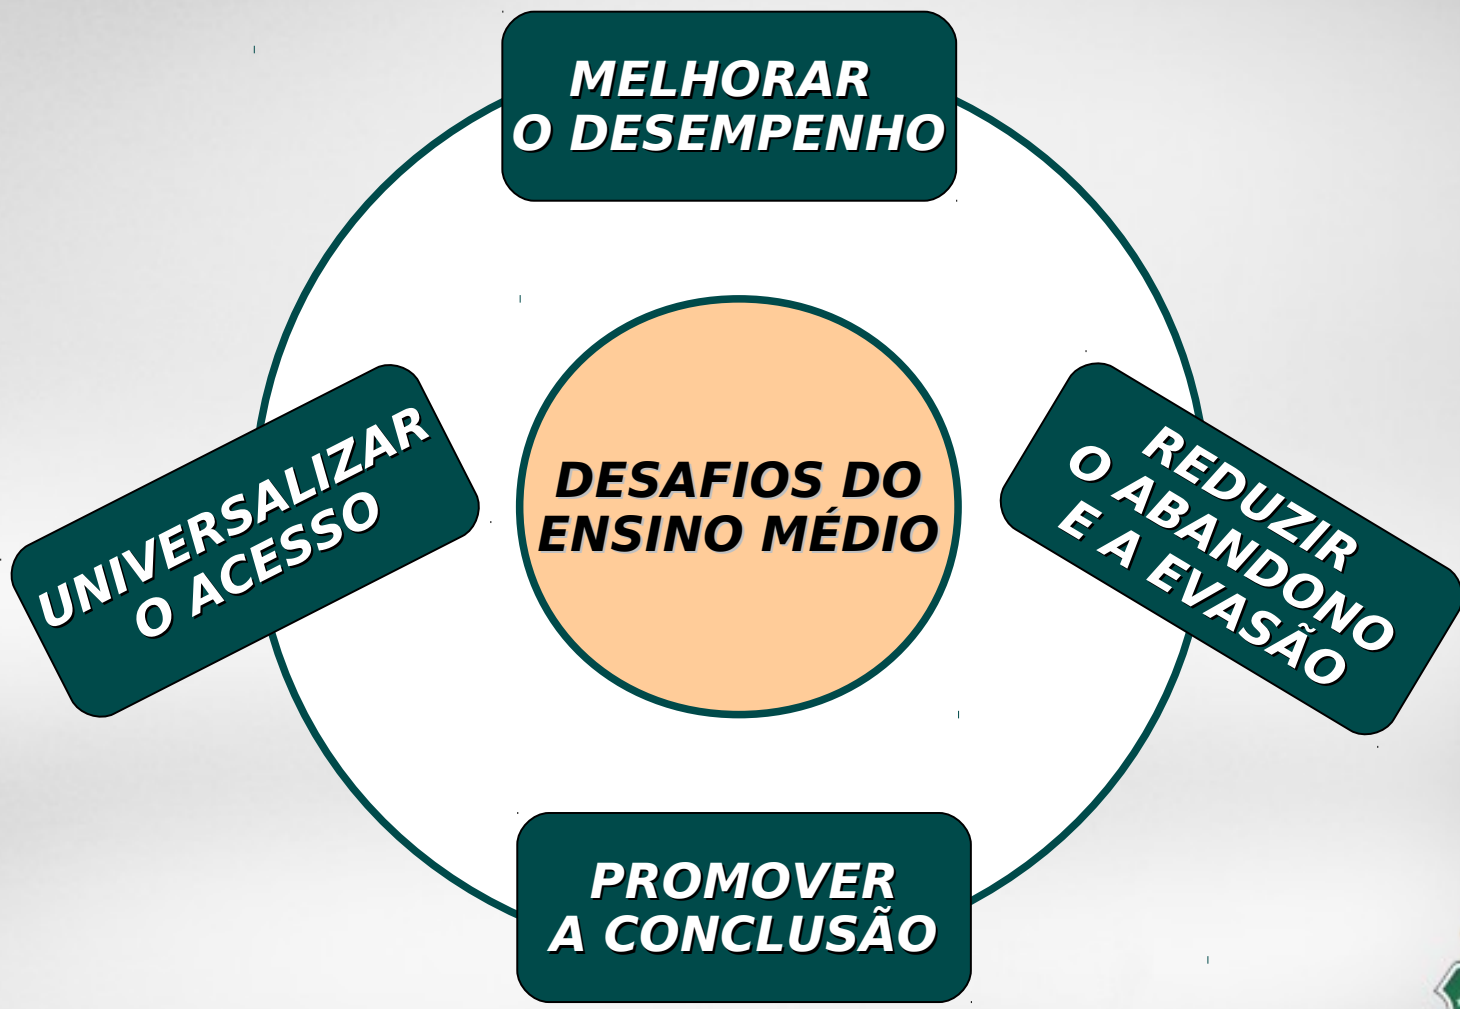 MELHORAR
O DESEMPENHO
UNIVERSALIZAR
O ACESSO
DESAFIOS DO
ENSINO MÉDIO
REDUZIR
O ABANDONO
E A EVASÃO
PROMOVER
A CONCLUSÃO